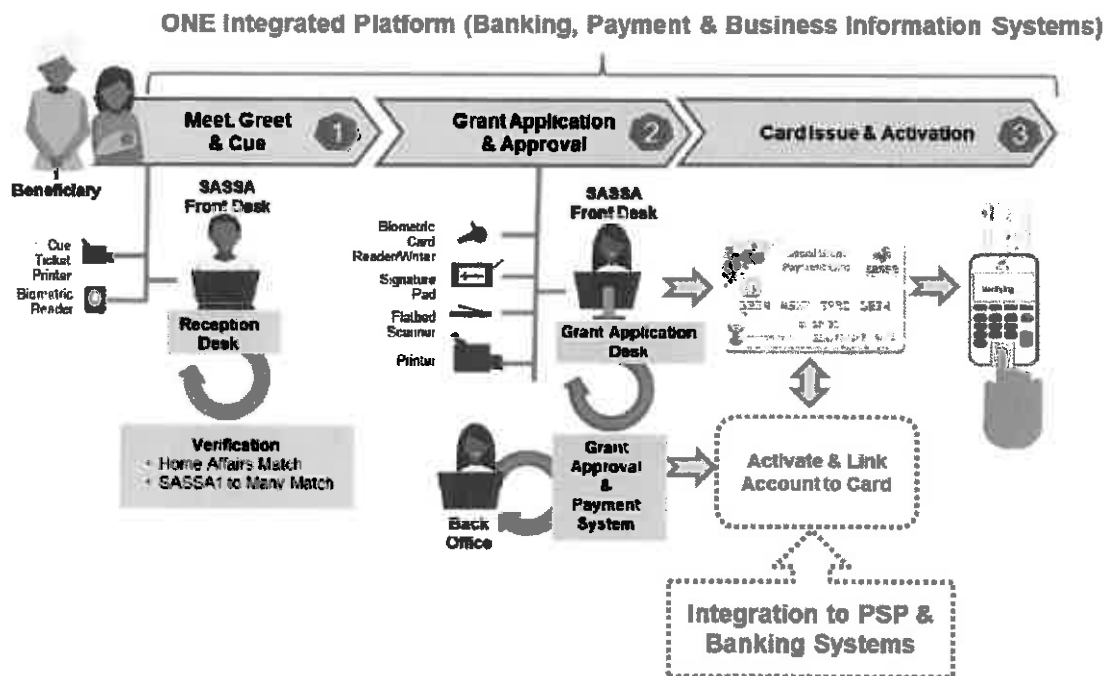 ONE Integrated Platform (Banking, Payment & Business Information Systems)
Meet, Greet
& Cue
1
Grant Application
& Approval
2
Card Issue & Activation
3
Beneficiary
SASSA
Front Desk
Cue
Ticket
Printer
Biometric
Reader
Reception
Desk
Verification
• Home Affairs Match
• SASSA1 to Many Match
SASSA
Front Desk
Biometric
Card
Reader/Writer
Signature
Pad
Flatbed
Scanner
Printer
Grant Application
Desk
Back
Office
Grant
Approval
&
Payment
System
Payment
Verifying
Activate & Link
Account to Card
Integration to PSP &
Banking Systems